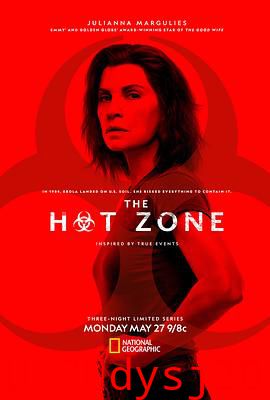 JULIANNA MARGULIES
EMMY® AND GOLDEN GLOBE® AWARD-WINNING STAR OF THE GOOD WIFE
IN 1989, EBOLA LANDED ON U.S. SOIL. SHE RISKED EVERYTHING TO CONTAIN IT.
THE
HOT ZONE
INSPIRED BY TRUE EVENTS
THREE-NIGHT LIMITED SERIES
MONDAY MAY 27 9/8c
NATIONAL
GEOGRAPHIC